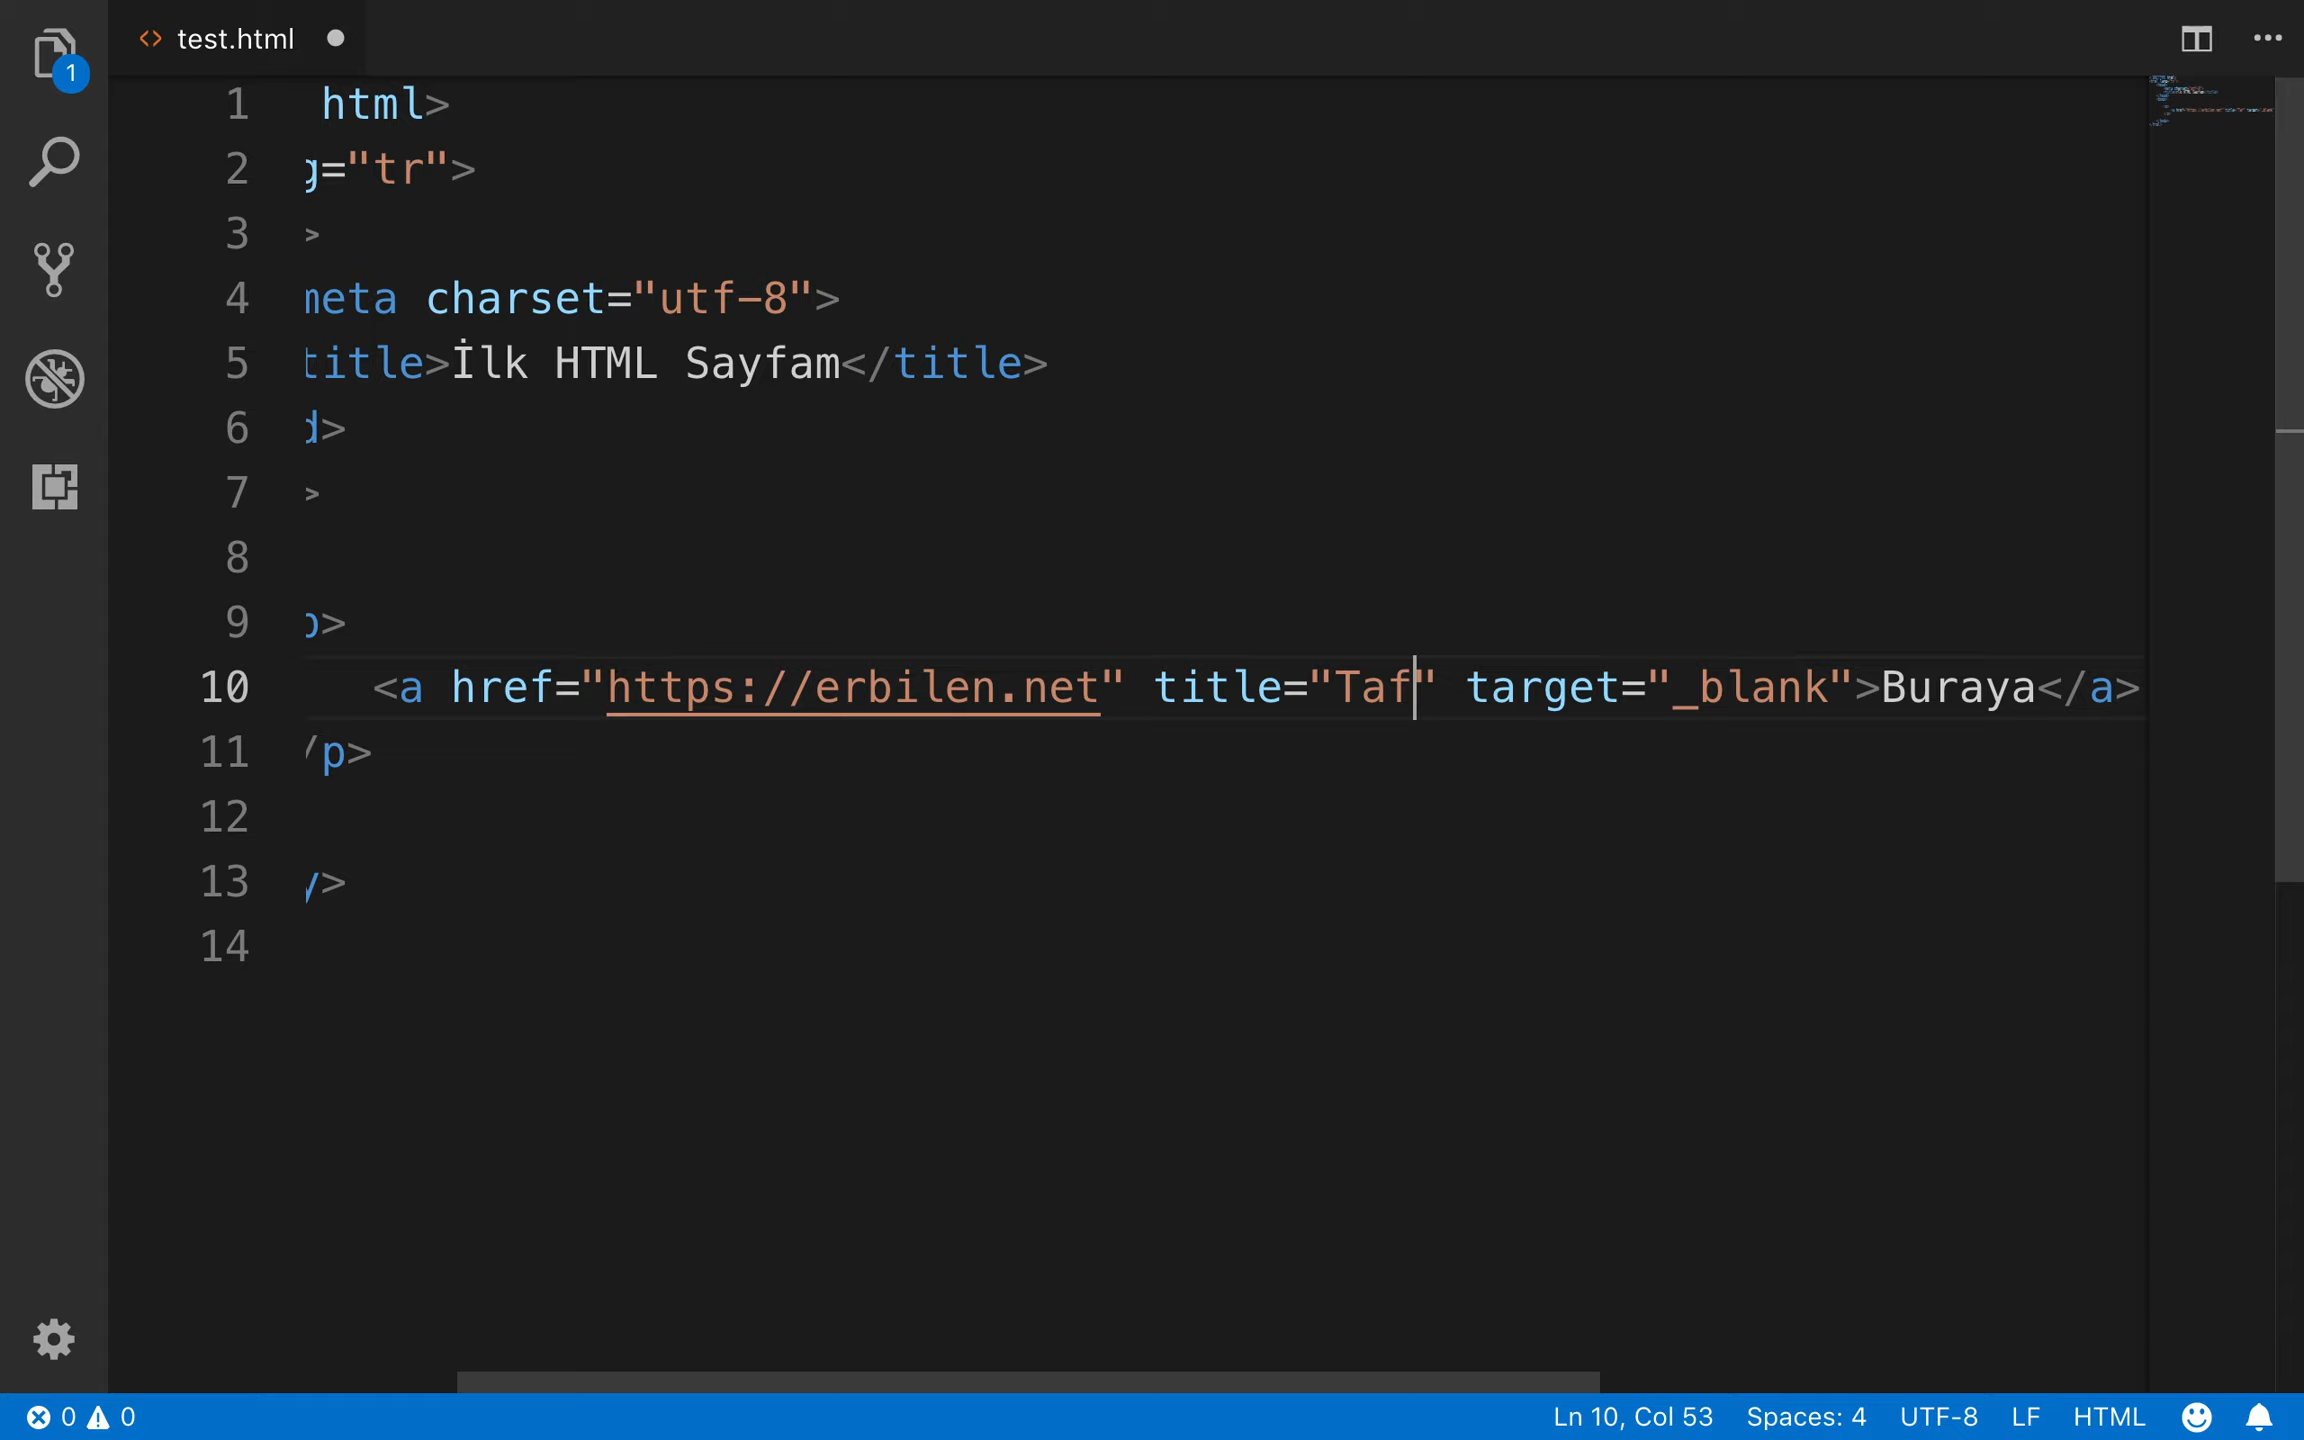 1
test.html
1 html>
2 g="tr">
3 >
4 meta charset="utf-8">
5 title>İlk HTML Sayfam</title>
6 d>
7 >
8
9 p>
10 <a href="https://erbilen.net" title="Taf" target="_blank">Buraya</a>
11 /p>
12
13 y>
14
0 0 Ln 10, Col 53 Spaces: 4 UTF-8 LF HTML